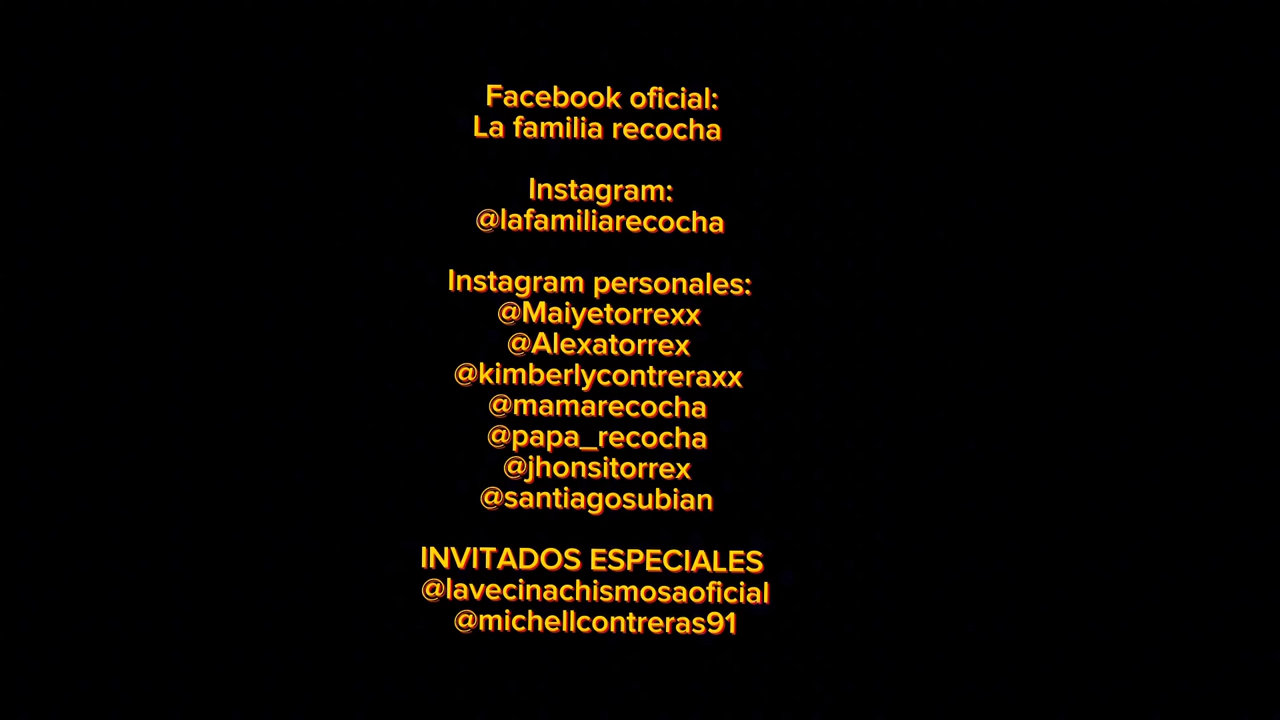 Facebook oficial:
La familia recocha
Instagram:
@lafamiliarecocha
Instagram personales:
@Maiyetorrexx
@Alexatorrex
@kimberlycontreraxx
@mamarecocha
@papa_recocha
@jhonsitorrex
@santiagosubian
INVITADOS ESPECIALES
@lavecinachismosaoficial
@michellcontreras91